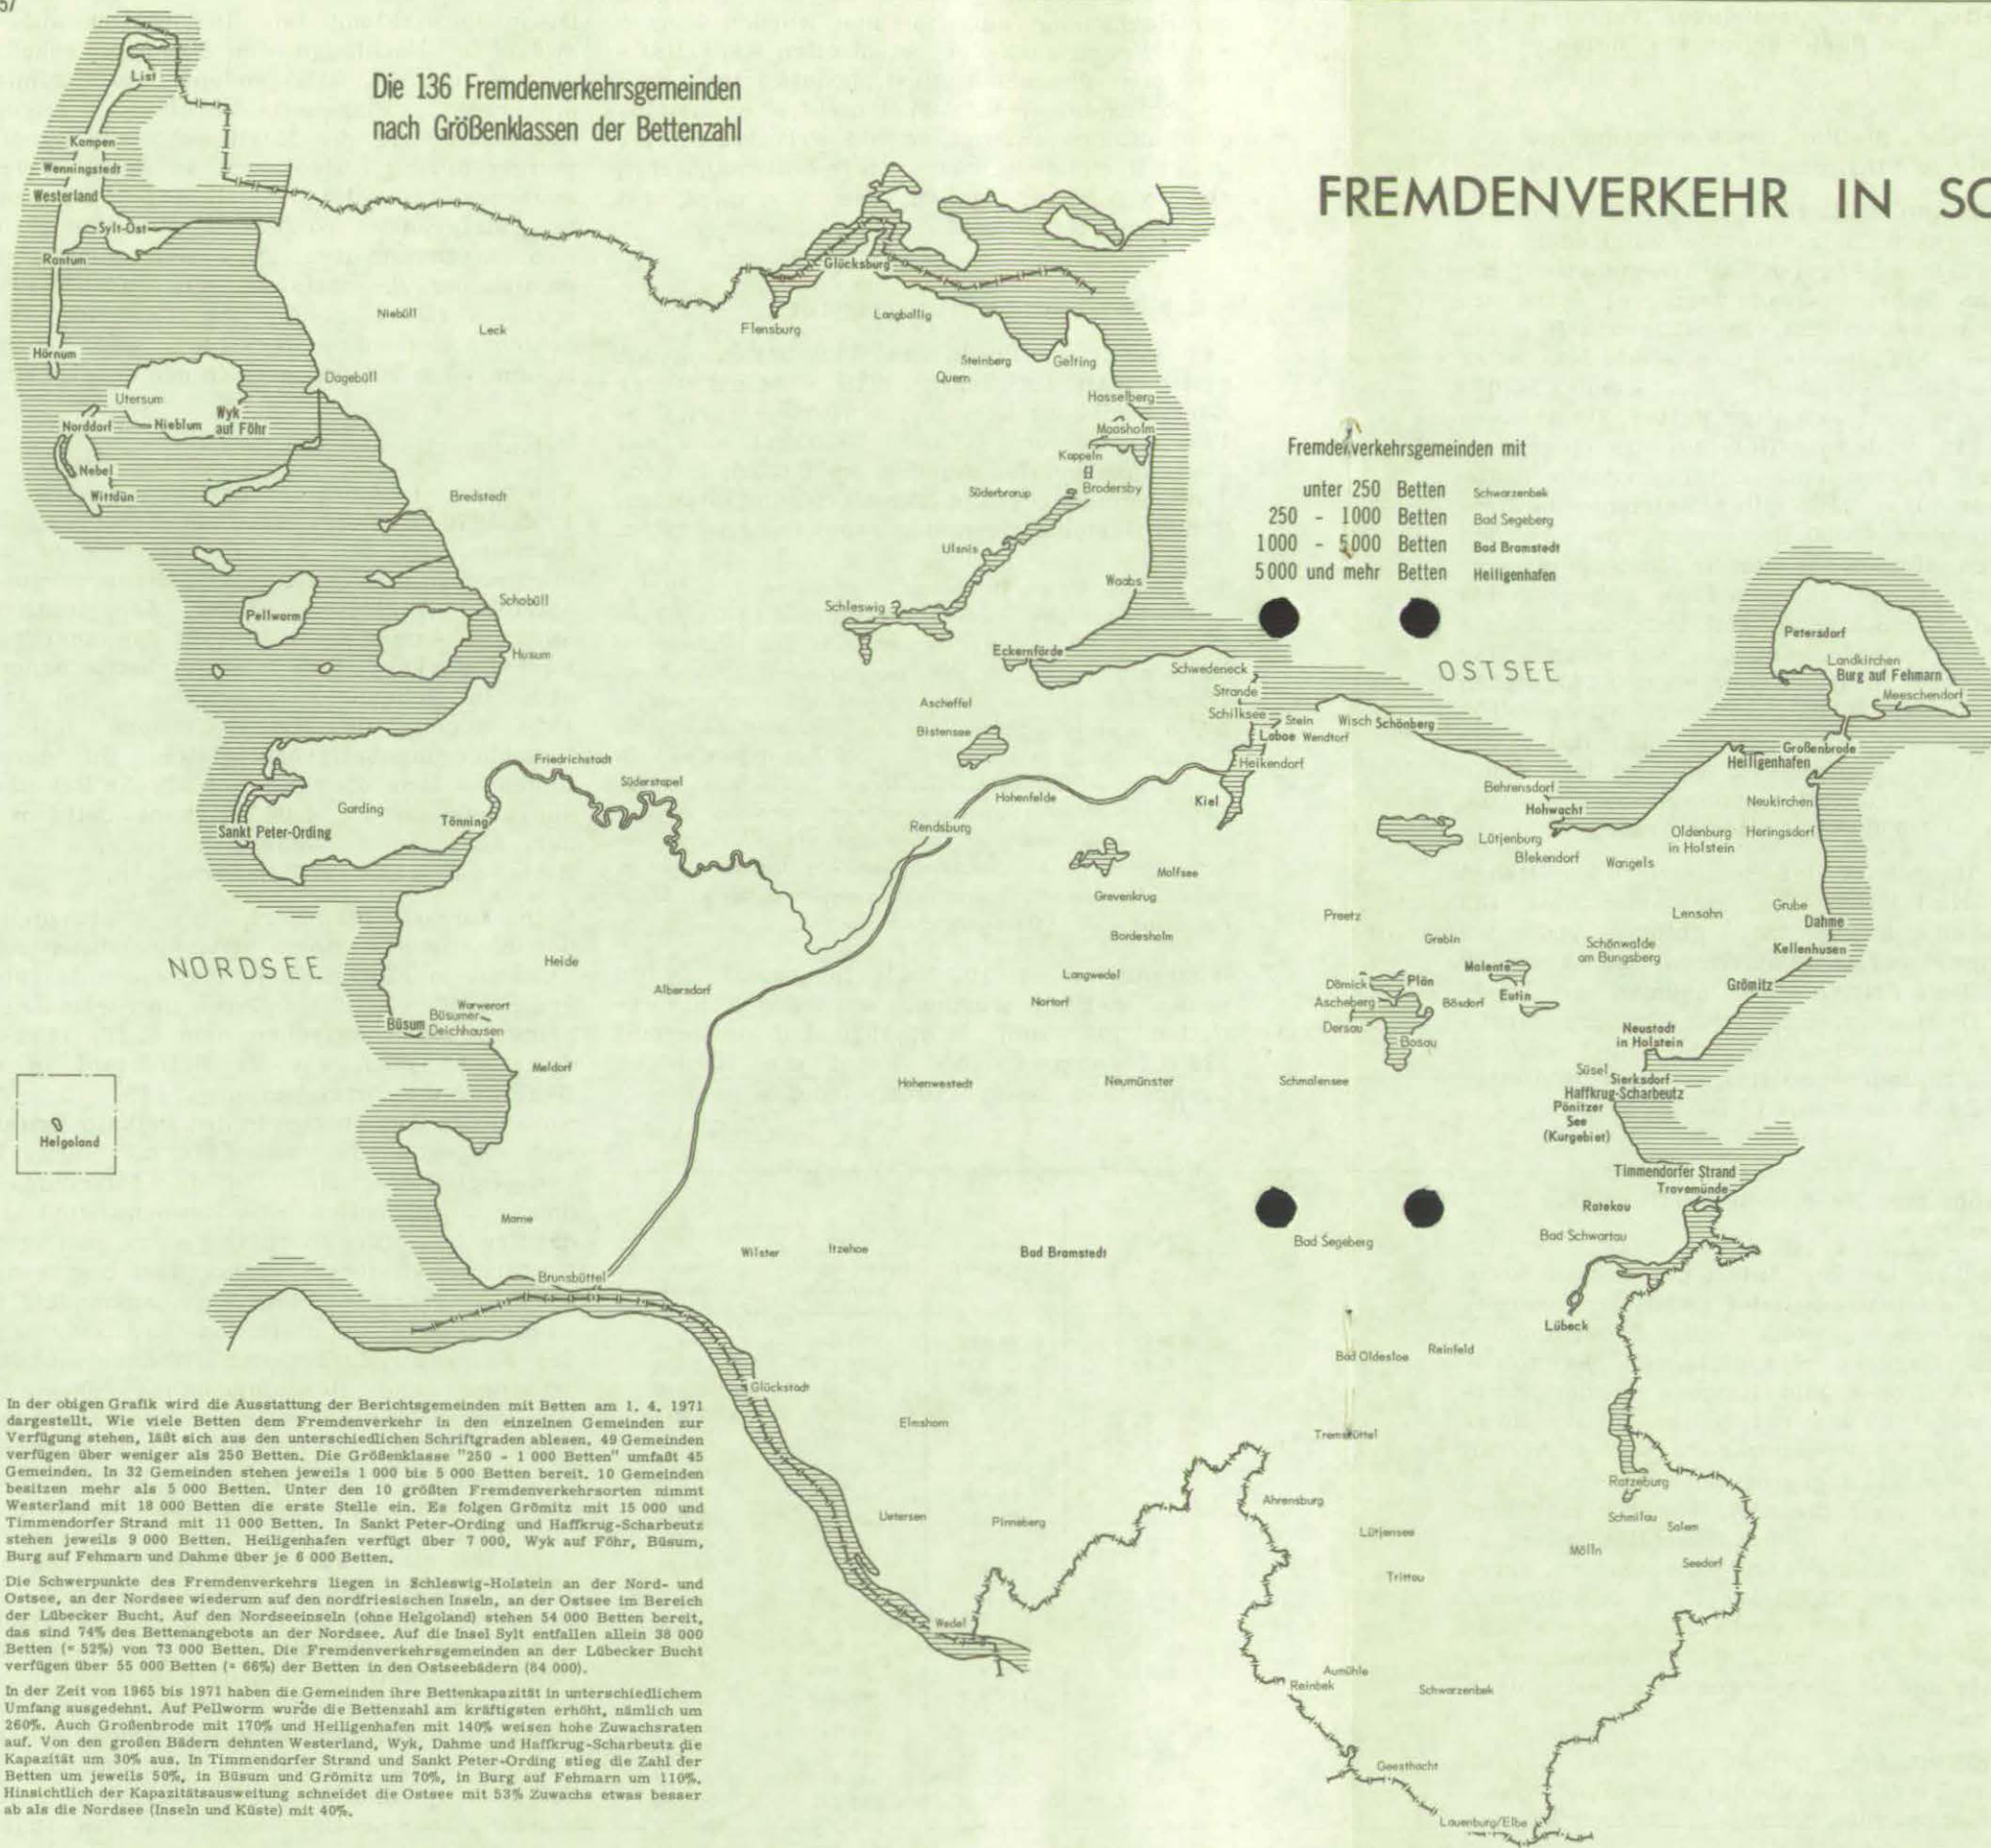 57
Die 136 Fremdenverkehrsgemeinden
nach Größenklassen der Bettenzahl
FREMDENVERKEHR IN SC
List
Kampen
Wenningstedt
Westerland
Sylt-Ost
Rantum
Hörnum
Niebüll
Leck
Dagebüll
Utersum
Wyk
auf Föhr
Norddorf
Nieblum
Nebel
Wittdün
Bredstedt
Pellworm
Schobüll
Husum
Flensburg
Glücksburg
Langballig
Steinberg
Gelting
Quern
Hasselberg
Maasholm
Kappeln
Brodersby
Süderbrarup
Ulsnis
Waabs
Schleswig
Eckernförde
Fremdenverkehrsgemeinden mit
unter 250 Betten Schwarzenbek
250 - 1000 Betten Bad Segeberg
1000 - 5000 Betten Bad Bramstedt
5000 und mehr Betten Heiligenhafen
OSTSEE
Schwedeneck
Strande
Schilksee
Stein
Wisch
Schönberg
Laboe
Wendtorf
Heikendorf
Kiel
Ascheffel
Bistensee
Hohenfelde
Rendsburg
Petersdorf
Landkirchen
Burg auf Fehmarn
Meeschendorf
Großenbrode
Heiligenhafen
Neukirchen
Behrensdorf
Hohwacht
Lütjenburg
Blekendorf
Wangels
Oldenburg
in Holstein
Heringsdorf
Friedrichstadt
Süderstapel
Garding
Tönning
Sankt Peter-Ording
Molfsee
Grevenkrug
Bordesholm
Langwedel
Nortorf
Preetz
Grebin
Lensahn
Grube
Dahme
Kellenhusen
Schönwalde
am Bungsberg
Grömitz
Malente
Eutin
Dörnick
Plön
Ascheberg
Bösdorf
Dersau
Bosau
NORDSEE
Heide
Albersdorf
Warwerort
Büsumer
Deichhausen
Büsum
Meldorf
Helgoland
Hohenwestedt
Neumünster
Schmalensee
Neustadt
in Holstein
Süsel
Sierksdorf
Haffkrug-Scharbeutz
Pönitzer
See
(Kurgebiet)
Timmendorfer Strand
Travemünde
Ratekau
Bad Schwartau
Lübeck
Marne
Brunsbüttel
Wilster
Itzehoe
Bad Bramstedt
Bad Segeberg
Bad Oldesloe
Reinfeld
Glückstadt
Elmshorn
Tremsbüttel
Uetersen
Pinneberg
Ahrensburg
Lütjensee
Trittau
Ratzeburg
Schmilau
Salem
Mölln
Seedorf
Wedel
Aumühle
Reinbek
Schwarzenbek
Geesthacht
Lauenburg/Elbe
In der obigen Grafik wird die Ausstattung der Berichtsgemeinden mit Betten am 1. 4. 1971
dargestellt. Wie viele Betten dem Fremdenverkehr in den einzelnen Gemeinden zur
Verfügung stehen, läßt sich aus den unterschiedlichen Schriftgraden ablesen. 49 Gemeinden
verfügen über weniger als 250 Betten. Die Größenklasse "250 - 1 000 Betten" umfaßt 45
Gemeinden. In 32 Gemeinden stehen jeweils 1 000 bis 5 000 Betten bereit. 10 Gemeinden
besitzen mehr als 5 000 Betten. Unter den 10 größten Fremdenverkehrsorten nimmt
Westerland mit 18 000 Betten die erste Stelle ein. Es folgen Grömitz mit 15 000 und
Timmendorfer Strand mit 11 000 Betten. In Sankt Peter-Ording und Haffkrug-Scharbeutz
stehen jeweils 9 000 Betten. Heiligenhafen verfügt über 7 000, Wyk auf Föhr, Büsum,
Burg auf Fehmarn und Dahme über je 6 000 Betten.
Die Schwerpunkte des Fremdenverkehrs liegen in Schleswig-Holstein an der Nord- und
Ostsee, an der Nordsee wiederum auf den nordfriesischen Inseln, an der Ostsee im Bereich
der Lübecker Bucht. Auf den Nordseeinseln (ohne Helgoland) stehen 54 000 Betten bereit,
das sind 74% des Bettenangebots an der Nordsee. Auf die Insel Sylt entfallen allein 38 000
Betten (= 52%) von 73 000 Betten. Die Fremdenverkehrsgemeinden an der Lübecker Bucht
verfügen über 55 000 Betten (= 66%) der Betten in den Ostseebädern (84 000).
In der Zeit von 1965 bis 1971 haben die Gemeinden ihre Bettenkapazität in unterschiedlichem
Umfang ausgedehnt. Auf Pellworm wurde die Bettenzahl am kräftigsten erhöht, nämlich um
260%. Auch Großenbrode mit 170% und Heiligenhafen mit 140% weisen hohe Zuwachsraten
auf. Von den großen Bädern dehnten Westerland, Wyk, Dahme und Haffkrug-Scharbeutz die
Kapazität um 30% aus. In Timmendorfer Strand und Sankt Peter-Ording stieg die Zahl der
Betten um jeweils 50%, in Büsum und Grömitz um 70%, in Burg auf Fehmarn um 110%.
Hinsichtlich der Kapazitätsausweitung schneidet die Ostsee mit 53% Zuwachs etwas besser
ab als die Nordsee (Inseln und Küste) mit 40%.